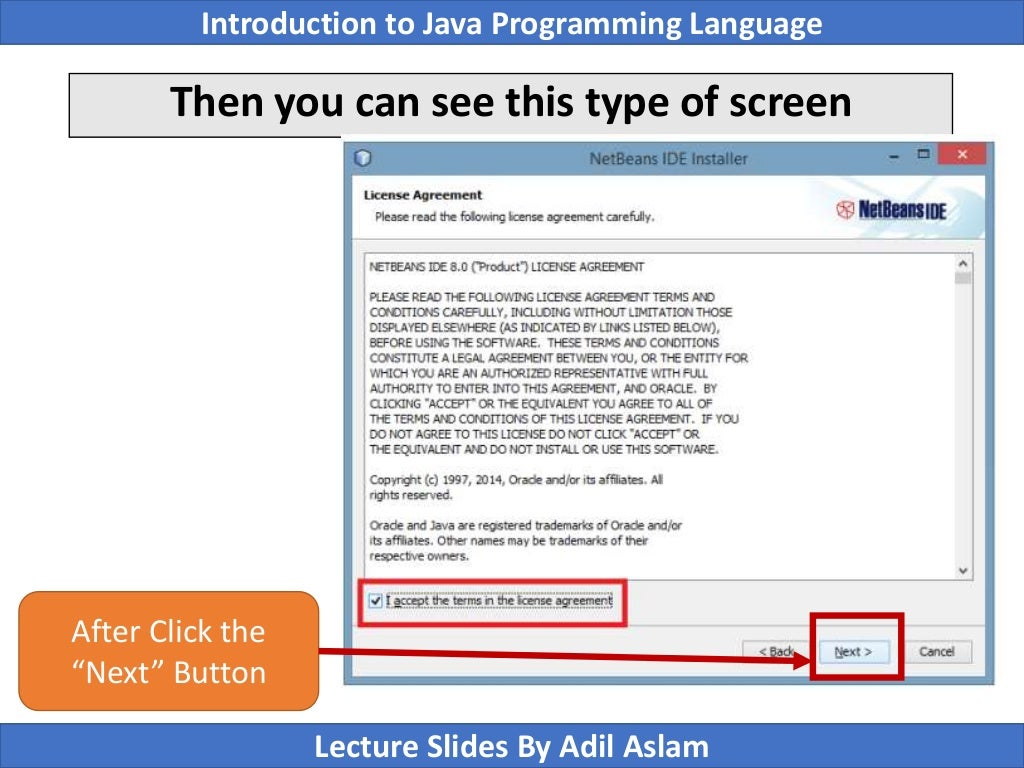 Introduction to Java Programming Language
Then you can see this type of screen
NetBeans IDE Installer
License Agreement
Please read the following license agreement carefully.
NetBeans IDE
NETBEANS IDE 8.0 ("Product") LICENSE AGREEMENT
PLEASE READ THE FOLLOWING LICENSE AGREEMENT TERMS AND
CONDITIONS CAREFULLY, INCLUDING WITHOUT LIMITATION THOSE
DISPLAYED ELSEWHERE (AS INDICATED BY LINKS LISTED BELOW),
BEFORE USING THE SOFTWARE. THESE TERMS AND CONDITIONS
CONSTITUTE A LEGAL AGREEMENT BETWEEN YOU, OR THE ENTITY FOR
WHICH YOU ARE AN AUTHORIZED REPRESENTATIVE WITH FULL
AUTHORITY TO ENTER INTO THIS AGREEMENT, AND ORACLE. BY
CLICKING "ACCEPT" OR THE EQUIVALENT YOU AGREE TO ALL OF
THE TERMS AND CONDITIONS OF THIS LICENSE AGREEMENT. IF YOU
DO NOT AGREE TO THIS LICENSE DO NOT CLICK "ACCEPT" OR
THE EQUIVALENT AND DO NOT INSTALL OR USE THIS SOFTWARE.
Copyright (c) 1997, 2014, Oracle and/or its affiliates. All
rights reserved.
Oracle and Java are registered trademarks of Oracle and/or
its affiliates. Other names may be trademarks of their
respective owners.
I accept the terms in the license agreement
After Click the
“Next” Button
< Back
Next >
Cancel
Lecture Slides By Adil Aslam